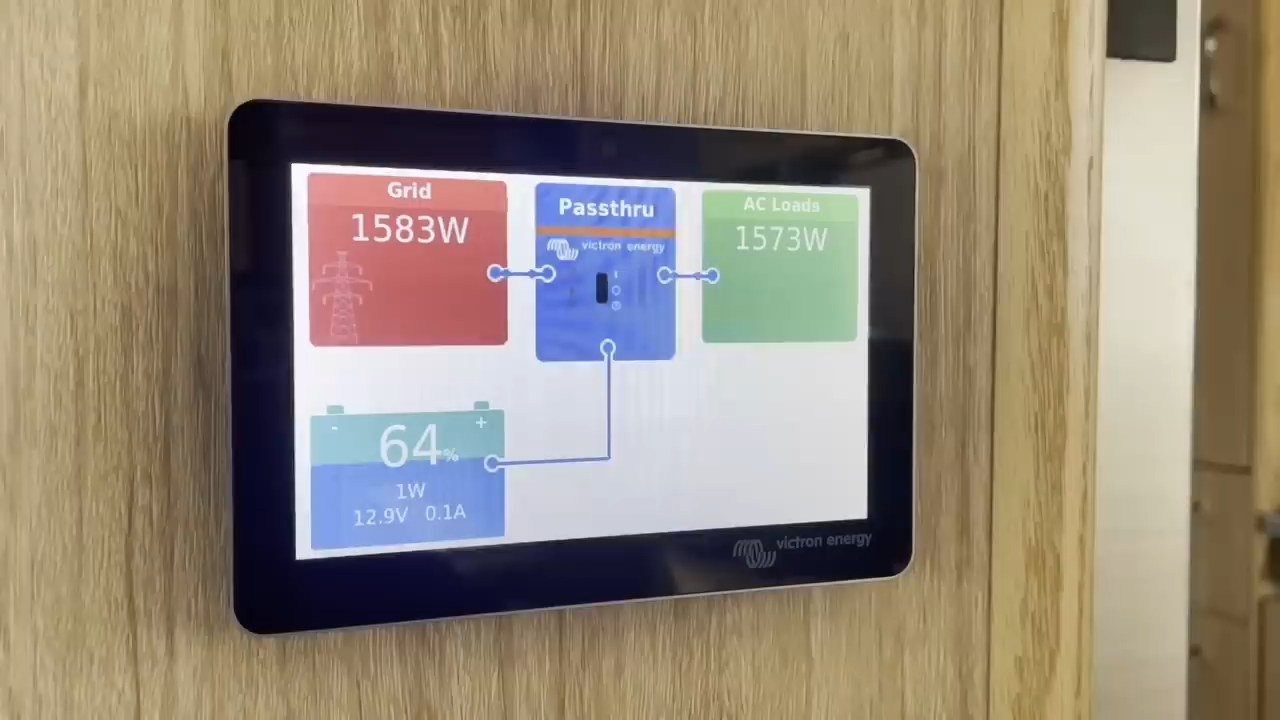 Grid
1583W
Passthru
victron energy
AC Loads
1573W
- +
64%
1W
12.9V 0.1A
victron energy